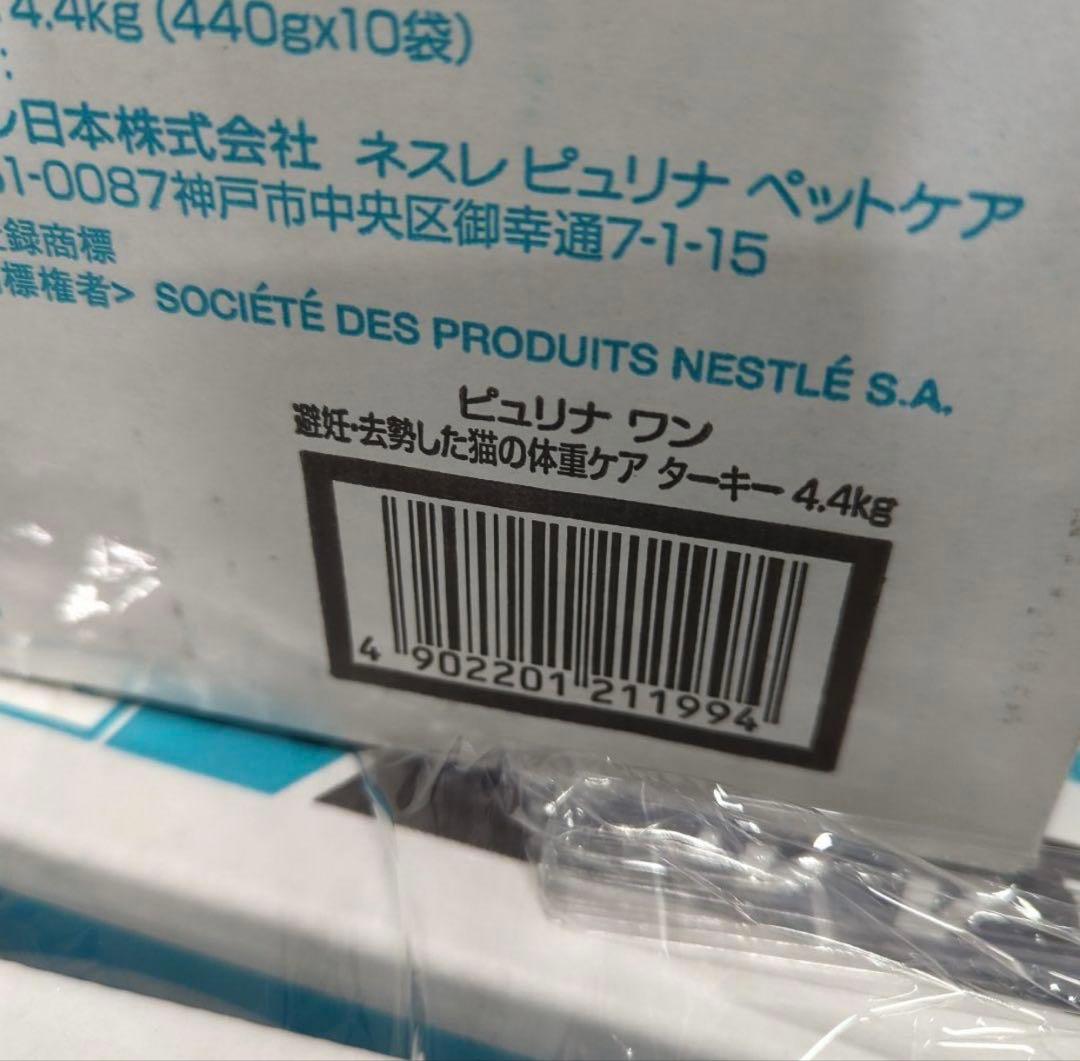 4.4kg (440gx10袋)
日本株式会社 ネスレ ピュリナ ペットケア
1-0087神戸市中央区御幸通7-1-15
録商標
標権者> SOCIÉTÉ DES PRODUITS NESTLÉ S.A.
ピュリナ ワン
避妊・去勢した猫の体重ケア ターキー 4.4kg
4 902201 211994